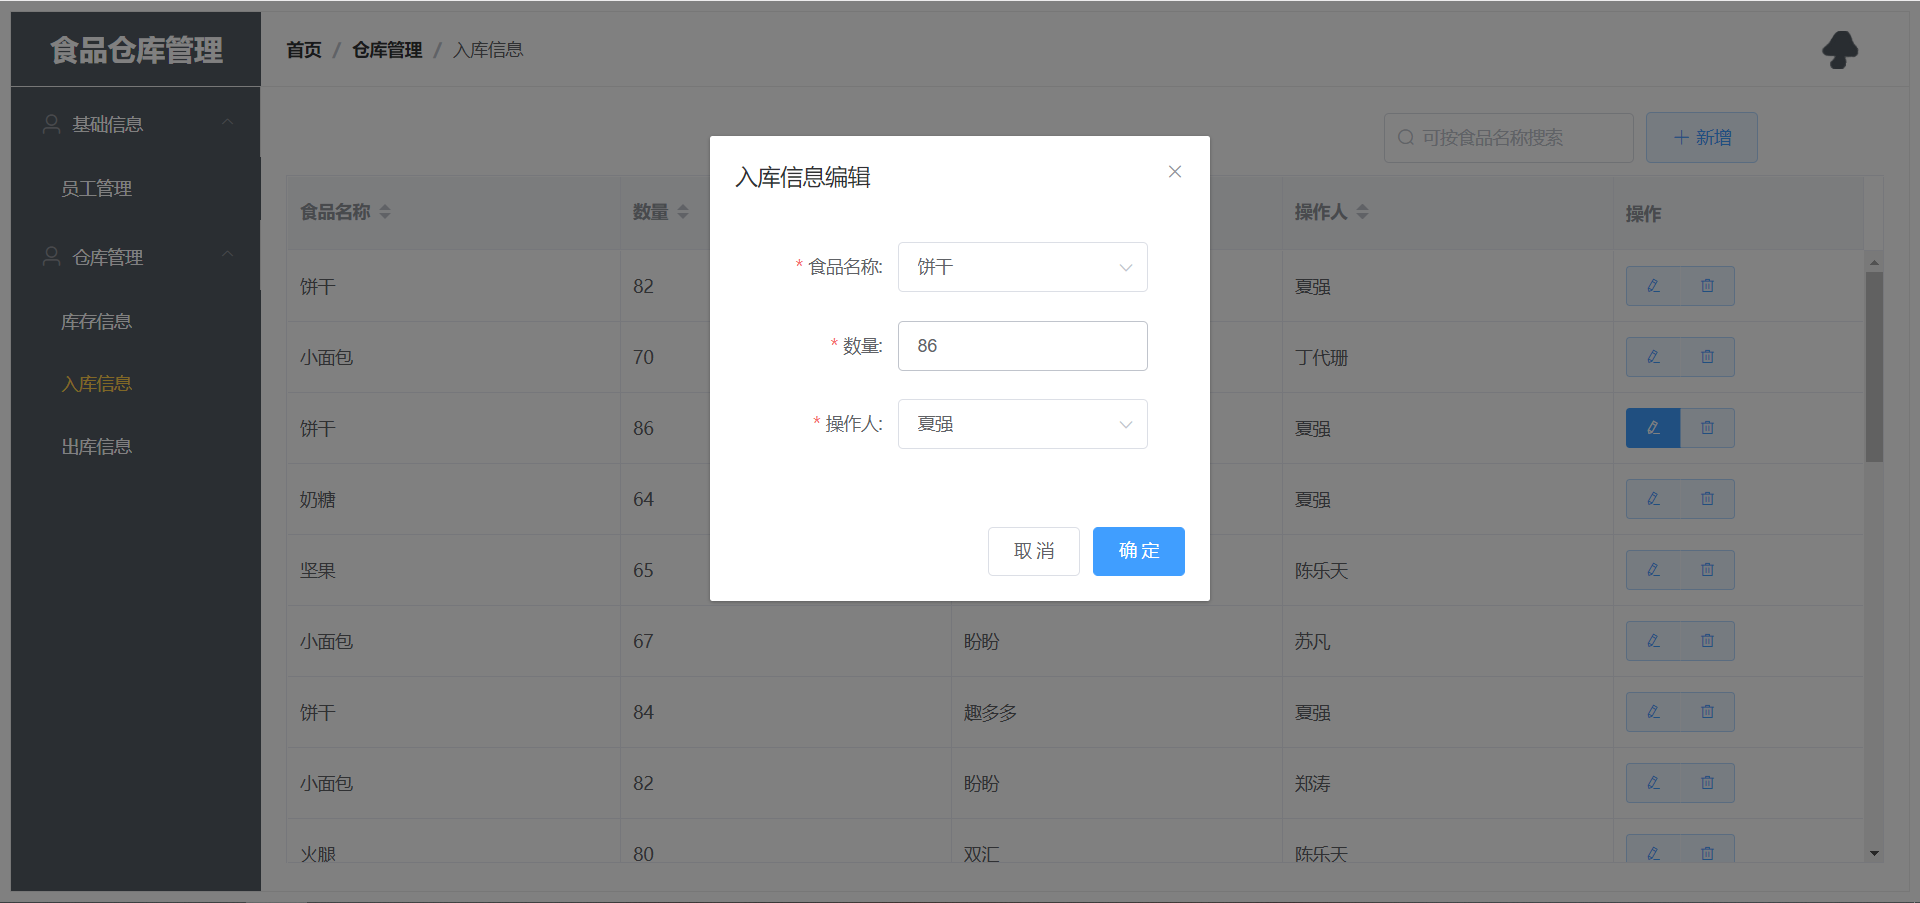 食品仓库管理
首页 / 仓库管理 / 入库信息
基础信息
员工管理
仓库管理
库存信息
入库信息
出库信息
可按食品名称搜索
新增
食品名称 数量 操作人 操作
饼干 82 夏强
小面包 70 丁代珊
饼干 86 夏强
奶糖 64 夏强
坚果 65 陈乐天
小面包 67 盼盼 苏凡
饼干 84 趣多多 夏强
小面包 82 盼盼 郑涛
火腿 80 双汇 陈乐天
入库信息编辑
* 食品名称: 饼干
* 数量: 86
* 操作人: 夏强
取消 确定